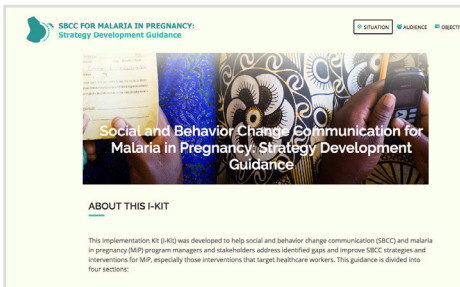 SBCC FOR MALARIA IN PREGNANCY:
Strategy Development Guidance
SITUATION AUDIENCE OBJECTI
Social and Behavior Change Communication for
Malaria in Pregnancy: Strategy Development
Guidance
ABOUT THIS I-KIT
This Implementation Kit (I-Kit) was developed to help social and behavior change communication (SBCC) and malaria
in pregnancy (MiP) program managers and stakeholders address identified gaps and improve SBCC strategies and
interventions for MiP, especially those interventions that target healthcare workers. This guidance is divided into
four sections: